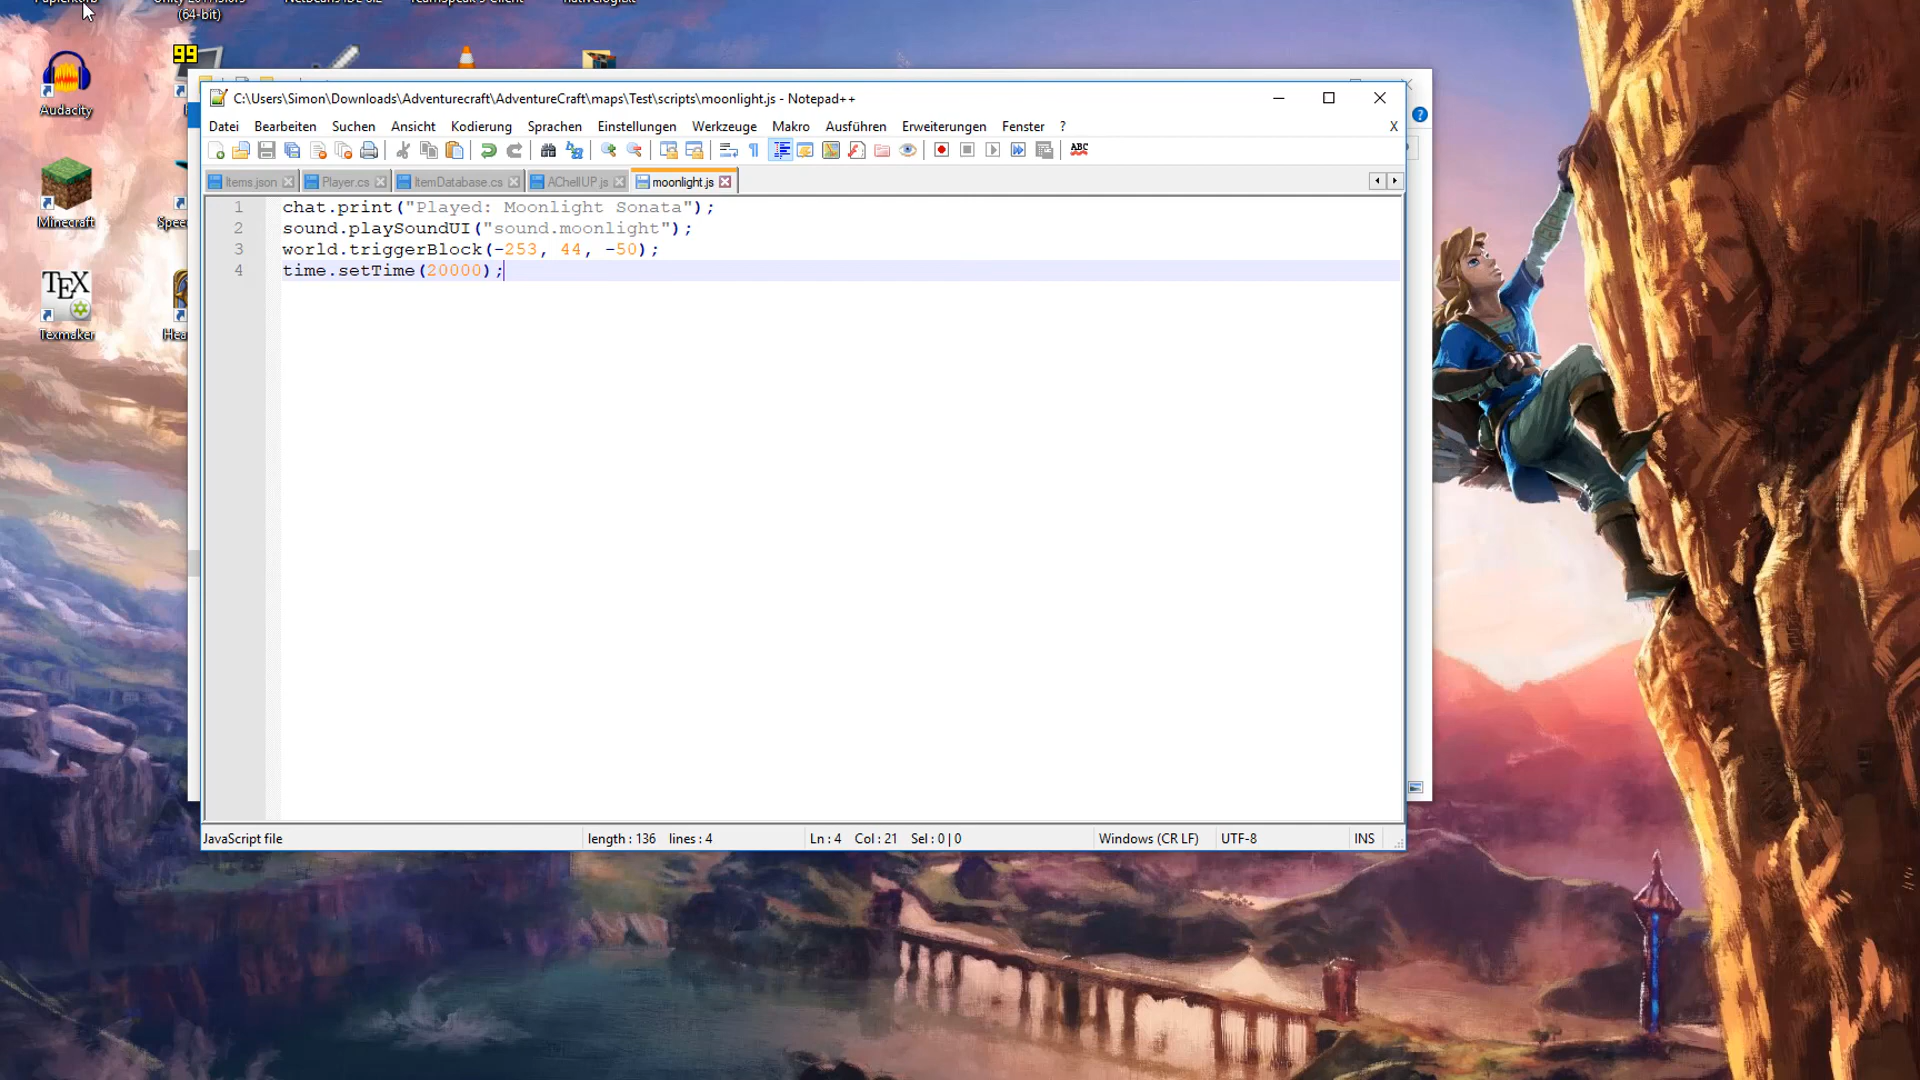 (64-bit)
99
Audacity
Minecraft
TEX
Texmaker
C:\Users\Simon\Downloads\Adventurecraft\AdventureCraft\maps\Test\scripts\moonlight.js - Notepad++
Datei Bearbeiten Suchen Ansicht Kodierung Sprachen Einstellungen Werkzeuge Makro Ausführen Erweiterungen Fenster ? X
ABC
Items.json Player.cs ItemDatabase.cs AChellUP.js moonlight.js
1 chat.print("Played: Moonlight Sonata");
2 sound.playSoundUI("sound.moonlight");
3 world.triggerBlock(-253, 44, -50);
4 time.setTime(20000);
JavaScript file length : 136 lines : 4 Ln : 4 Col : 21 Sel : 0 | 0 Windows (CR LF) UTF-8 INS